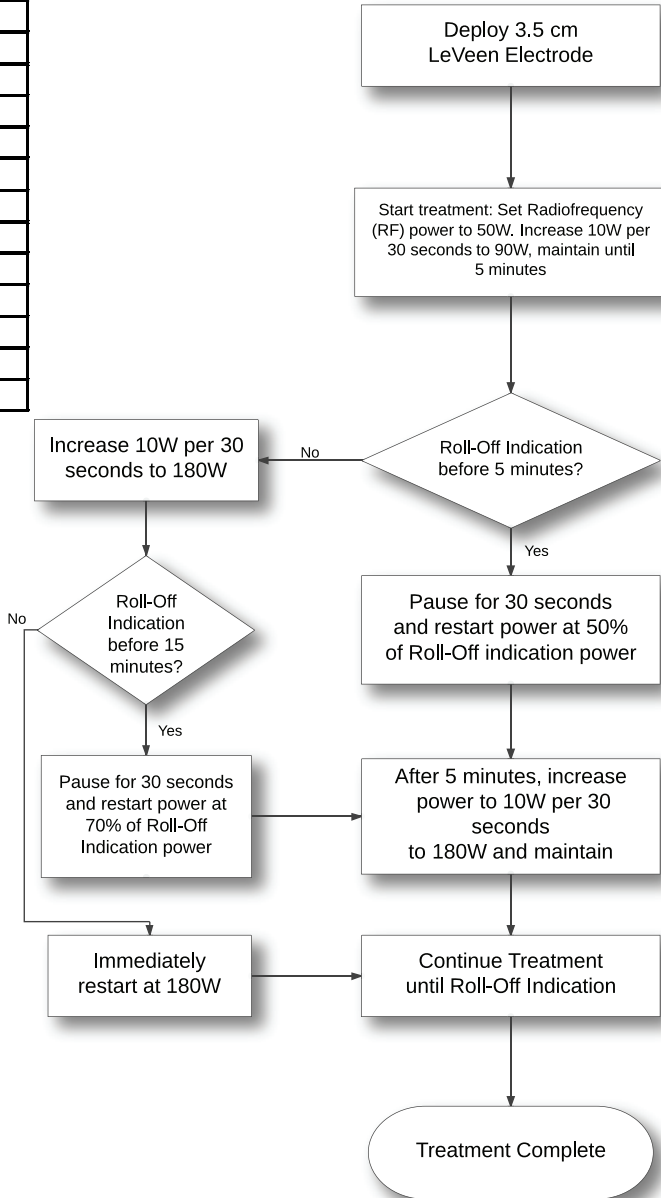 Deploy 3.5 cm
LeVeen Electrode
Start treatment: Set Radiofrequency
(RF) power to 50W. Increase 10W per
30 seconds to 90W, maintain until
5 minutes
Roll-Off Indication
before 5 minutes?
No
Increase 10W per 30
seconds to 180W
Yes
Roll-Off
Indication
before 15
minutes?
No
Pause for 30 seconds
and restart power at 50%
of Roll-Off indication power
Yes
Pause for 30 seconds
and restart power at
70% of Roll-Off
Indication power
After 5 minutes, increase
power to 10W per 30
seconds
to 180W and maintain
Immediately
restart at 180W
Continue Treatment
until Roll-Off Indication
Treatment Complete